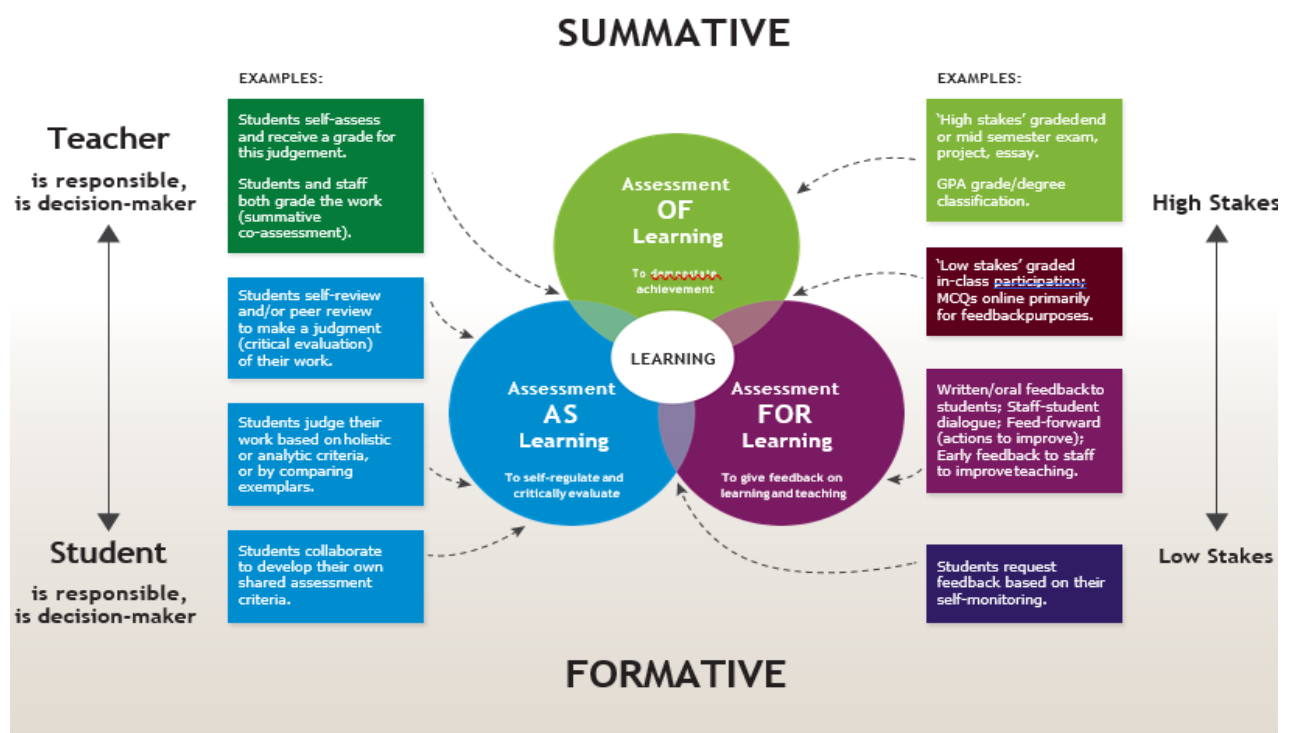 SUMMATIVE
EXAMPLES:
EXAMPLES:
Teacher
is responsible,
is decision-maker
Students self-assess
and receive a grade for
this judgement.
Students and staff
both grade the work
(summative
co-assessment).
Students self-review
and/or peer review
to make a judgment
(critical evaluation)
of their work.
Students judge their
work based on holistic
or analytic criteria,
or by comparing
exemplars.
Students collaborate
to develop their own
shared assessment
criteria.
Student
is responsible,
is decision-maker
Assessment
OF
Learning
To demnestate
achievement
LEARNING
Assessment
AS
Learning
To self-regulate and
critically evaluate
Assessment
FOR
Learning
To give feedback on
learning and teaching
‘High stakes’ gradedend
or mid semester exam,
project, essay.
GPA grade/degree
classification.
‘Low stakes’ graded
in-class participation;
MCQs online primarily
for feedbackpurposes.
Written/oral feedbackto
students; Staff-student
dialogue; Feed-forward
(actions to improve);
Early feedback to staff
to improveteaching.
Students request
feedback based on their
self-monitoring.
High Stakes
Low Stakes
FORMATIVE